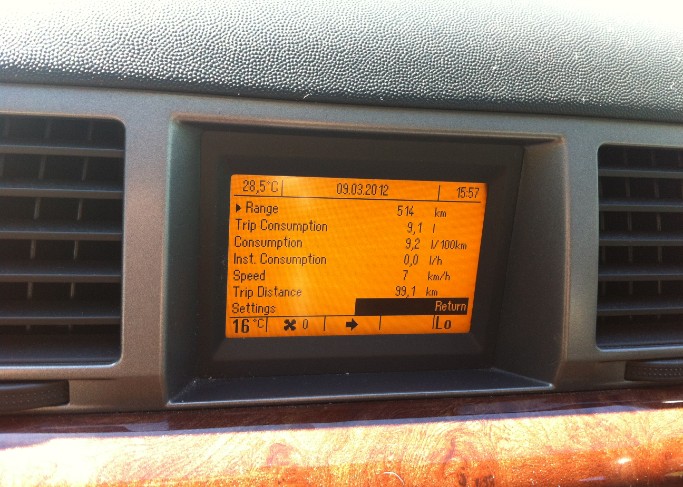 28,5°C 09.03.2012 15:57
Range 514 km
Trip Consumption 9,1 l
Consumption 9,2 l/100km
Inst. Consumption 0,0 l/h
Speed 7 km/h
Trip Distance 99,1 km
Settings Return
16 °C 0 Lo